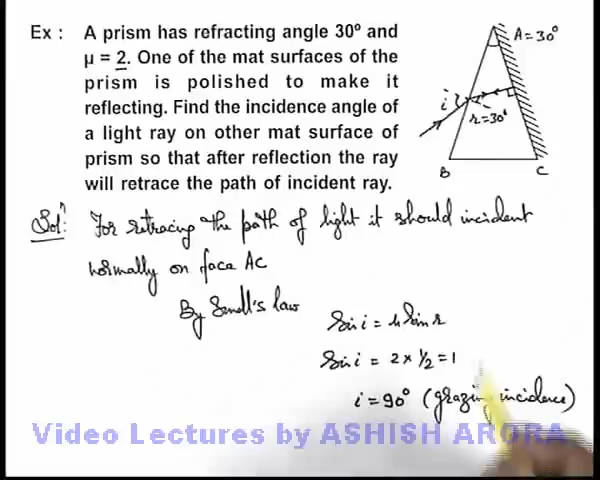 Ex : A prism has refracting angle 30º and
μ = 2. One of the mat surfaces of the
prism is polished to make it
reflecting. Find the incidence angle of
a light ray on other mat surface of
prism so that after reflection the ray
will retrace the path of incident ray.
A = 30°
i
r = 30°
B
C
Solⁿ. For retracing the path of light it should incident
normally on face AC
By Snell's law
Sin i = μ Sin r
Sin i = 2 × 1/2 = 1
i = 90° (grazing incidence)
Video Lectures by ASHISH ARORA